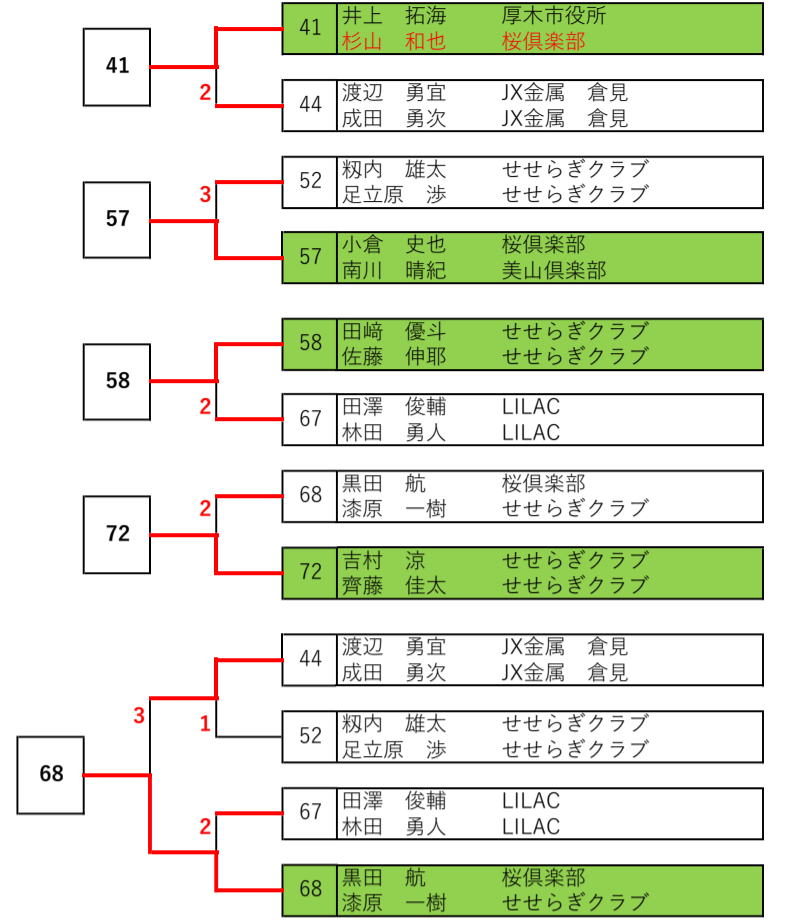 41
2
41
井上　拓海　厚木市役所
杉山　和也　桜倶楽部
44
渡辺　勇宜　JX金属　倉見
成田　勇次　JX金属　倉見
57
3
52
籾内　雄太　せせらぎクラブ
足立原　渉　せせらぎクラブ
57
小倉　史也　桜倶楽部
南川　晴紀　美山倶楽部
58
2
58
田﨑　優斗　せせらぎクラブ
佐藤　伸耶　せせらぎクラブ
67
田澤　俊輔　LILAC
林田　勇人　LILAC
72
2
68
黒田　航　桜倶楽部
漆原　一樹　せせらぎクラブ
72
吉村　涼　せせらぎクラブ
齊藤　佳太　せせらぎクラブ
68
3
1
44
渡辺　勇宜　JX金属　倉見
成田　勇次　JX金属　倉見
52
籾内　雄太　せせらぎクラブ
足立原　渉　せせらぎクラブ
2
67
田澤　俊輔　LILAC
林田　勇人　LILAC
68
黒田　航　桜倶楽部
漆原　一樹　せせらぎクラブ